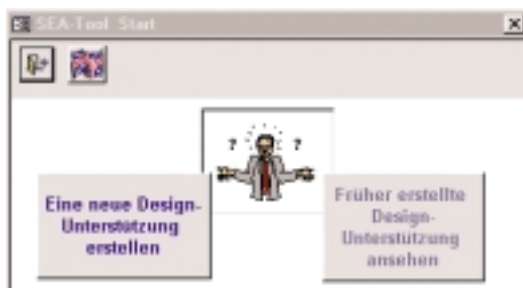 SEA-Tool Start
? ?
Eine neue Design-
Unterstützung
erstellen
Früher erstellte
Design-
Unterstützung
ansehen